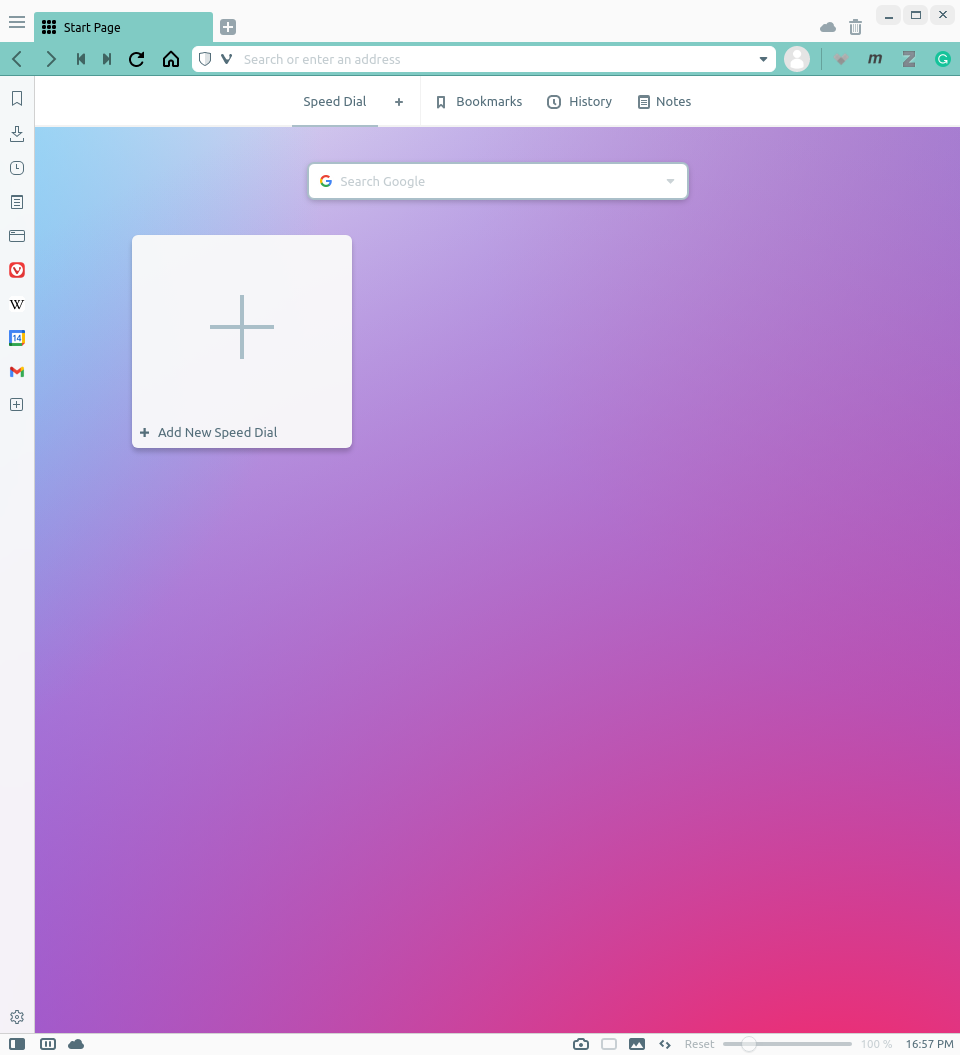 Start Page
Search or enter an address
m
Z
G
Speed Dial
Bookmarks
History
Notes
Search Google
W
14
Add New Speed Dial
Reset
100 %
16:57 PM